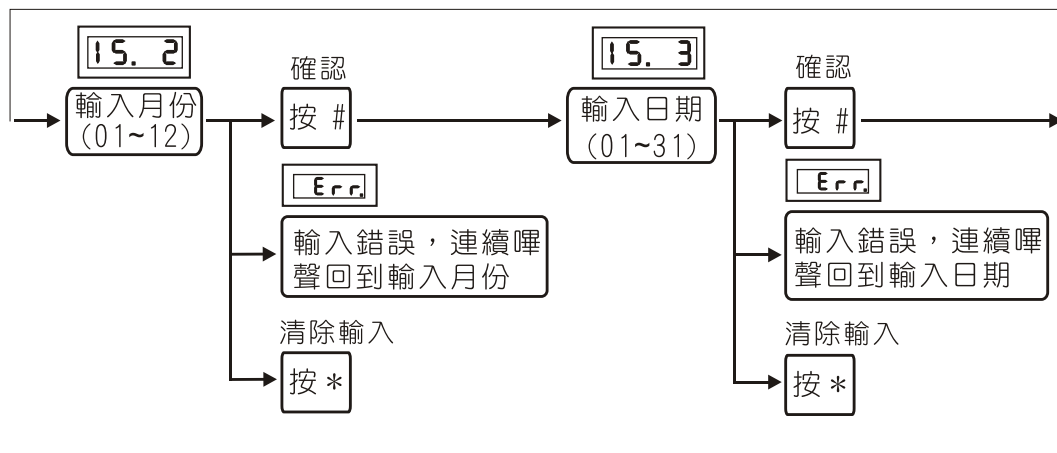 15. 2
輸入月份
(01~12)
確認
按 #
Err.
輸入錯誤，連續嗶
聲回到輸入月份
清除輸入
按 *
15. 3
輸入日期
(01~31)
確認
按 #
Err.
輸入錯誤，連續嗶
聲回到輸入日期
清除輸入
按 *